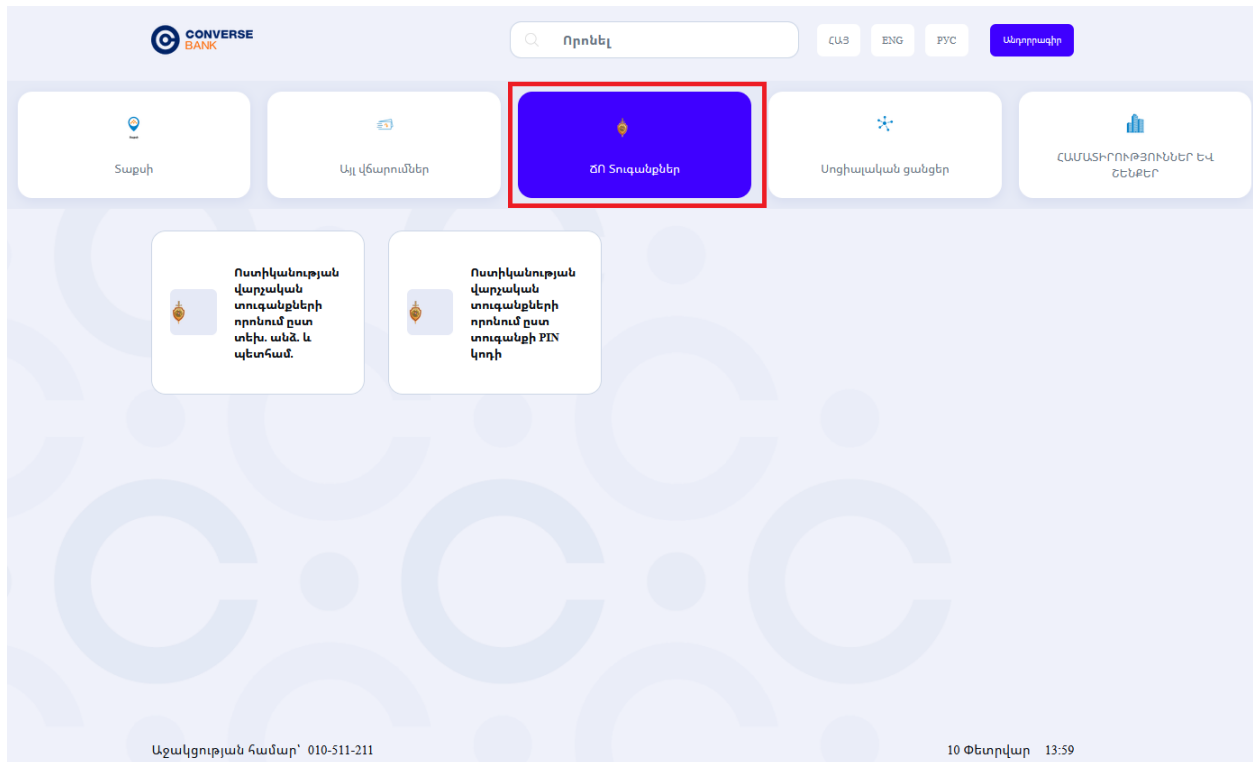 CONVERSE
BANK
Որոնել
ՀԱՅ
ENG
РУС
Անդորրագիր
Տաքսի
Այլ վճարումներ
ՃՈ Տուգանքներ
Սոցիալական ցանցեր
ՀԱՄԱՏԻՐՈՒԹՅՈՒՆՆԵՐ ԵՎ
ՇԵՆՔԵՐ
Ոստիկանության
վարչական
տուգանքների
որոնում ըստ
տեխ. անձ. և
պետհամ.
Ոստիկանության
վարչական
տուգանքների
որոնում ըստ
տուգանքի PIN
կոդի
Աջակցության համար՝ 010-511-211
10 Փետրվար 13:59